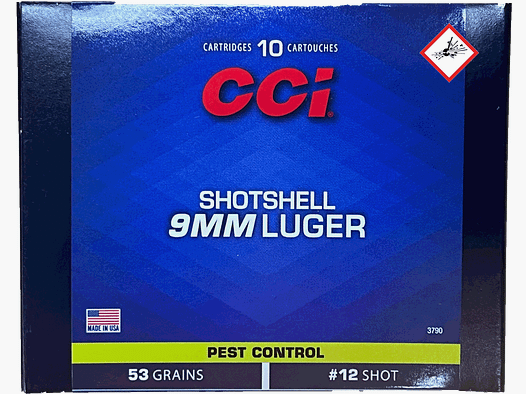 CARTRIDGES 10 CARTOUCHES
CCi®
SHOTSHELL
9MM LUGER
MADE IN USA
3790
PEST CONTROL
53 GRAINS #12 SHOT